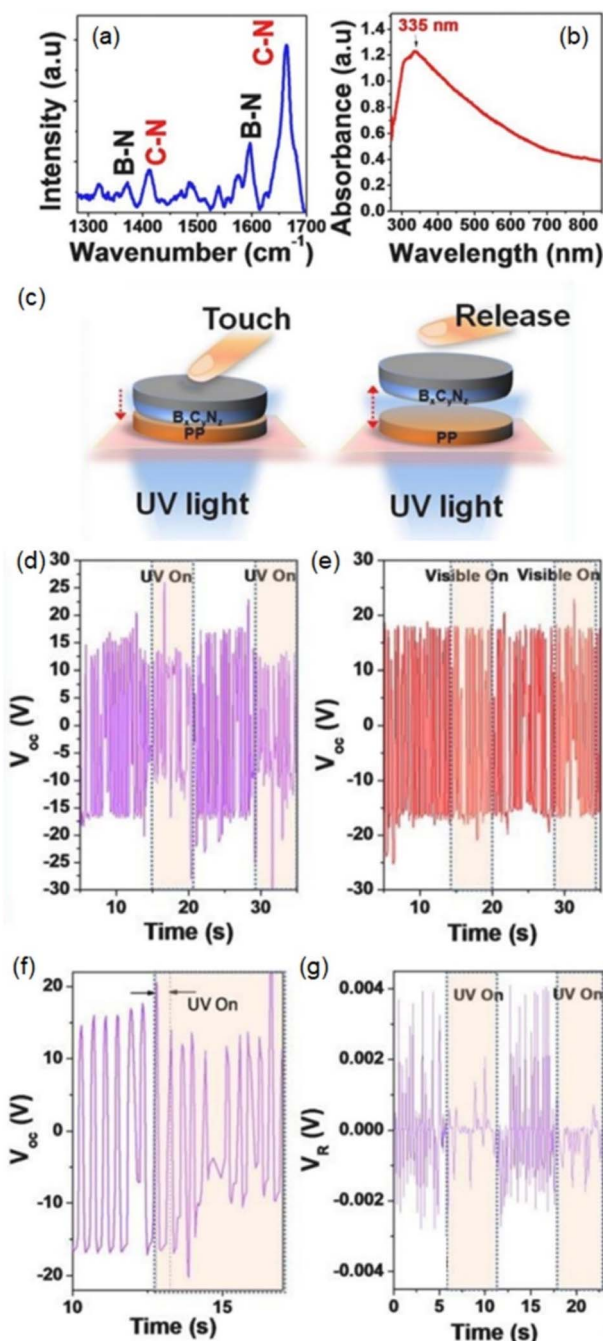 (a)
B-N
C-N
B-N
C-N
Intensity (a.u)
1300 1400 1500 1600 1700
Wavenumber (cm⁻¹)
(b)
335 nm
Absorbance (a.u)
1.4
1.2
1.0
0.8
0.6
0.4
0.2
0.0
300 400 500 600 700 800
Wavelength (nm)
(c)
Touch
Release
BxCyNz
PP
BxCyNz
PP
UV light
UV light
(d)
UV On UV On
Voc (V)
30
25
20
15
10
5
0
-5
-10
-15
-20
-25
-30
10 20 30
Time (s)
(e)
Visible On Visible On
Voc (V)
30
25
20
15
10
5
0
-5
-10
-15
-20
-25
-30
10 20 30
Time (s)
(f)
UV On
Voc (V)
20
10
0
-10
-20
10 15
Time (s)
(g)
UV On UV On
VR (V)
0.004
0.002
0.000
-0.002
-0.004
0 5 10 15 20
Time (s)